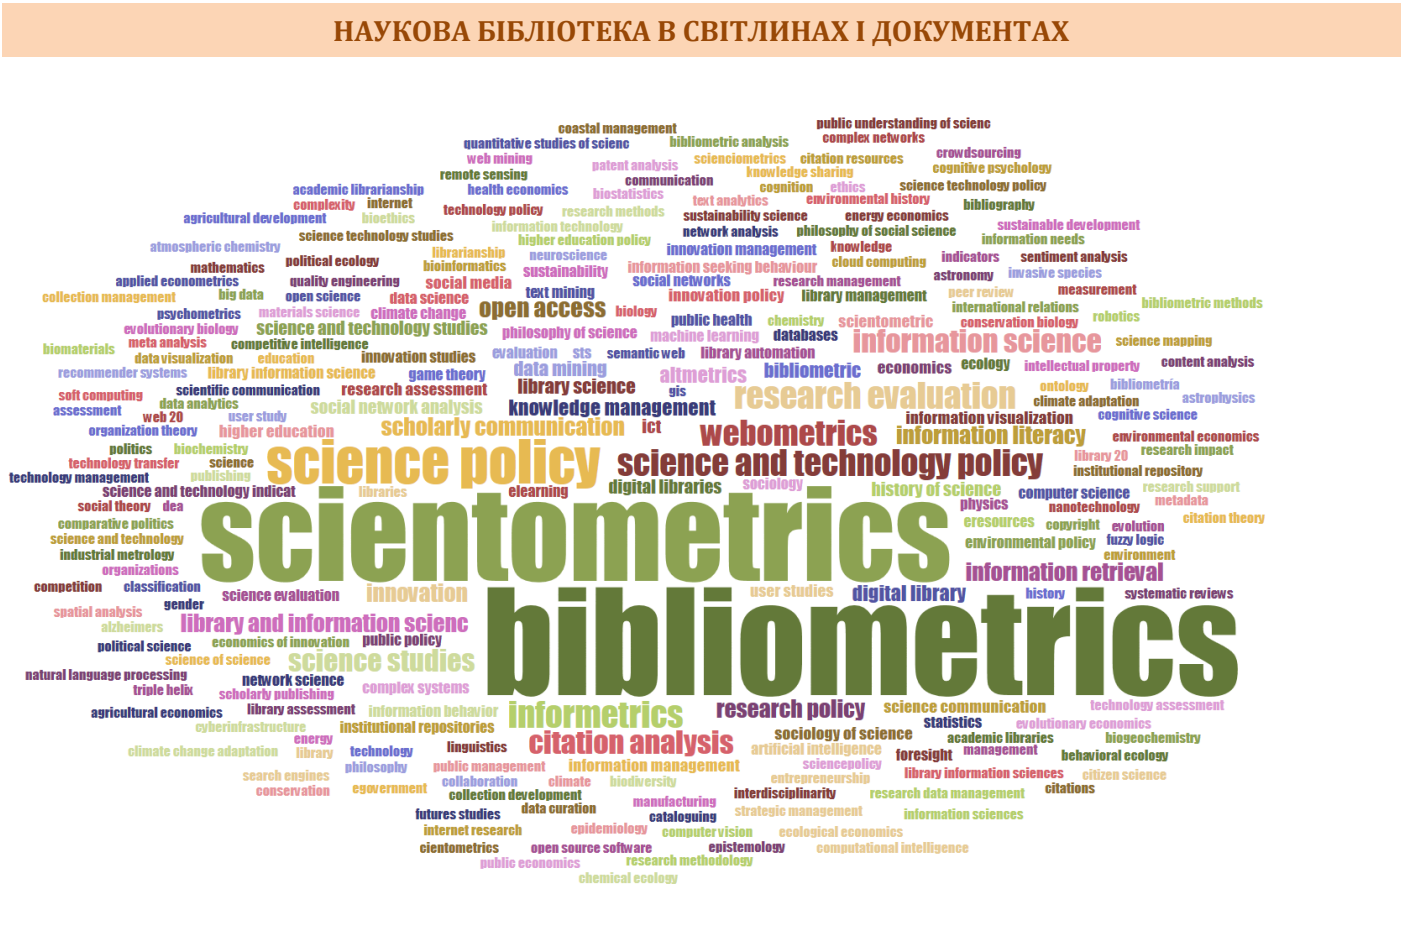 НАУКОВА БІБЛІОТЕКА В СВІТЛИНАХ І ДОКУМЕНТАХ
coastal management
public understanding of scienc
quantitative studies of scienc
bibliometric analysis
complex networks
web mining
patent analysis
scienciometrics
citation resources
crowdsourcing
remote sensing
communication
knowledge sharing
cognitive psychology
academic librarianship
health economics
biostatistics
cognition
ethics
science technology policy
complexity
internet
text analytics
environmental history
bibliography
agricultural development
bioethics
technology policy
research methods
sustainability science
energy economics
information technology
sustainable development
science technology studies
higher education policy
network analysis
philosophy of social science
information needs
atmospheric chemistry
librarianship
neuroscience
innovation management
knowledge
mathematics
political ecology
bioinformatics
sustainability
information seeking behaviour
cloud computing
indicators
sentiment analysis
applied econometrics
quality engineering
social media
social networks
research management
astronomy
invasive species
collection management
big data
open science
data science
text mining
innovation policy
library management
peer review
measurement
psychometrics
materials science
climate change
open access
biology
international relations
bibliometric methods
evolutionary biology
science and technology studies
philosophy of science
public health
chemistry
scientometric
conservation biology
robotics
biomaterials
meta analysis
competitive intelligence
machine learning
databases
information science
science mapping
data visualization
education
innovation studies
evaluation
sts
semantic web
library automation
recommender systems
library information science
game theory
data mining
altmetrics
bibliometric
economics
ecology
intellectual property
content analysis
soft computing
scientific communication
research assessment
library science
gis
research evaluation
ontology
bibliometría
assessment
data analytics
social network analysis
knowledge management
climate adaptation
astrophysics
web 20
user study
information visualization
cognitive science
organization theory
higher education
scholarly communication
ict
webometrics
information literacy
environmental economics
politics
biochemistry
science policy
science and technology policy
library 20
research impact
technology transfer
science
institutional repository
technology management
publishing
digital libraries
sociology
science and technology indicat
libraries
elearning
history of science
computer science
research support
social theory
dea
scientometrics
physics
nanotechnology
metadata
comparative politics
eresources
copyright
evolution
citation theory
science and technology
environmental policy
fuzzy logic
industrial metrology
environment
organizations
information retrieval
competition
classification
science evaluation
innovation
user studies
digital library
history
systematic reviews
spatial analysis
gender
bibliometrics
alzheimers
library and information scienc
political science
economics of innovation
public policy
science of science
science studies
natural language processing
network science
triple helix
scholarly publishing
complex systems
agricultural economics
library assessment
information behavior
informetrics
research policy
science communication
technology assessment
cyberinfrastructure
institutional repositories
statistics
evolutionary economics
energy
sociology of science
academic libraries
biogeochemistry
climate change adaptation
library
technology
linguistics
citation analysis
artificial intelligence
foresight
management
behavioral ecology
philosophy
public management
information management
sciencepolicy
search engines
collaboration
climate
biodiversity
entrepreneurship
library information sciences
citizen science
conservation
egovernment
collection development
interdisciplinarity
research data management
citations
futures studies
data curation
manufacturing
strategic management
information sciences
cataloguing
internet research
epidemiology
computer vision
ecological economics
cientometrics
open source software
epistemology
computational intelligence
public economics
research methodology
chemical ecology